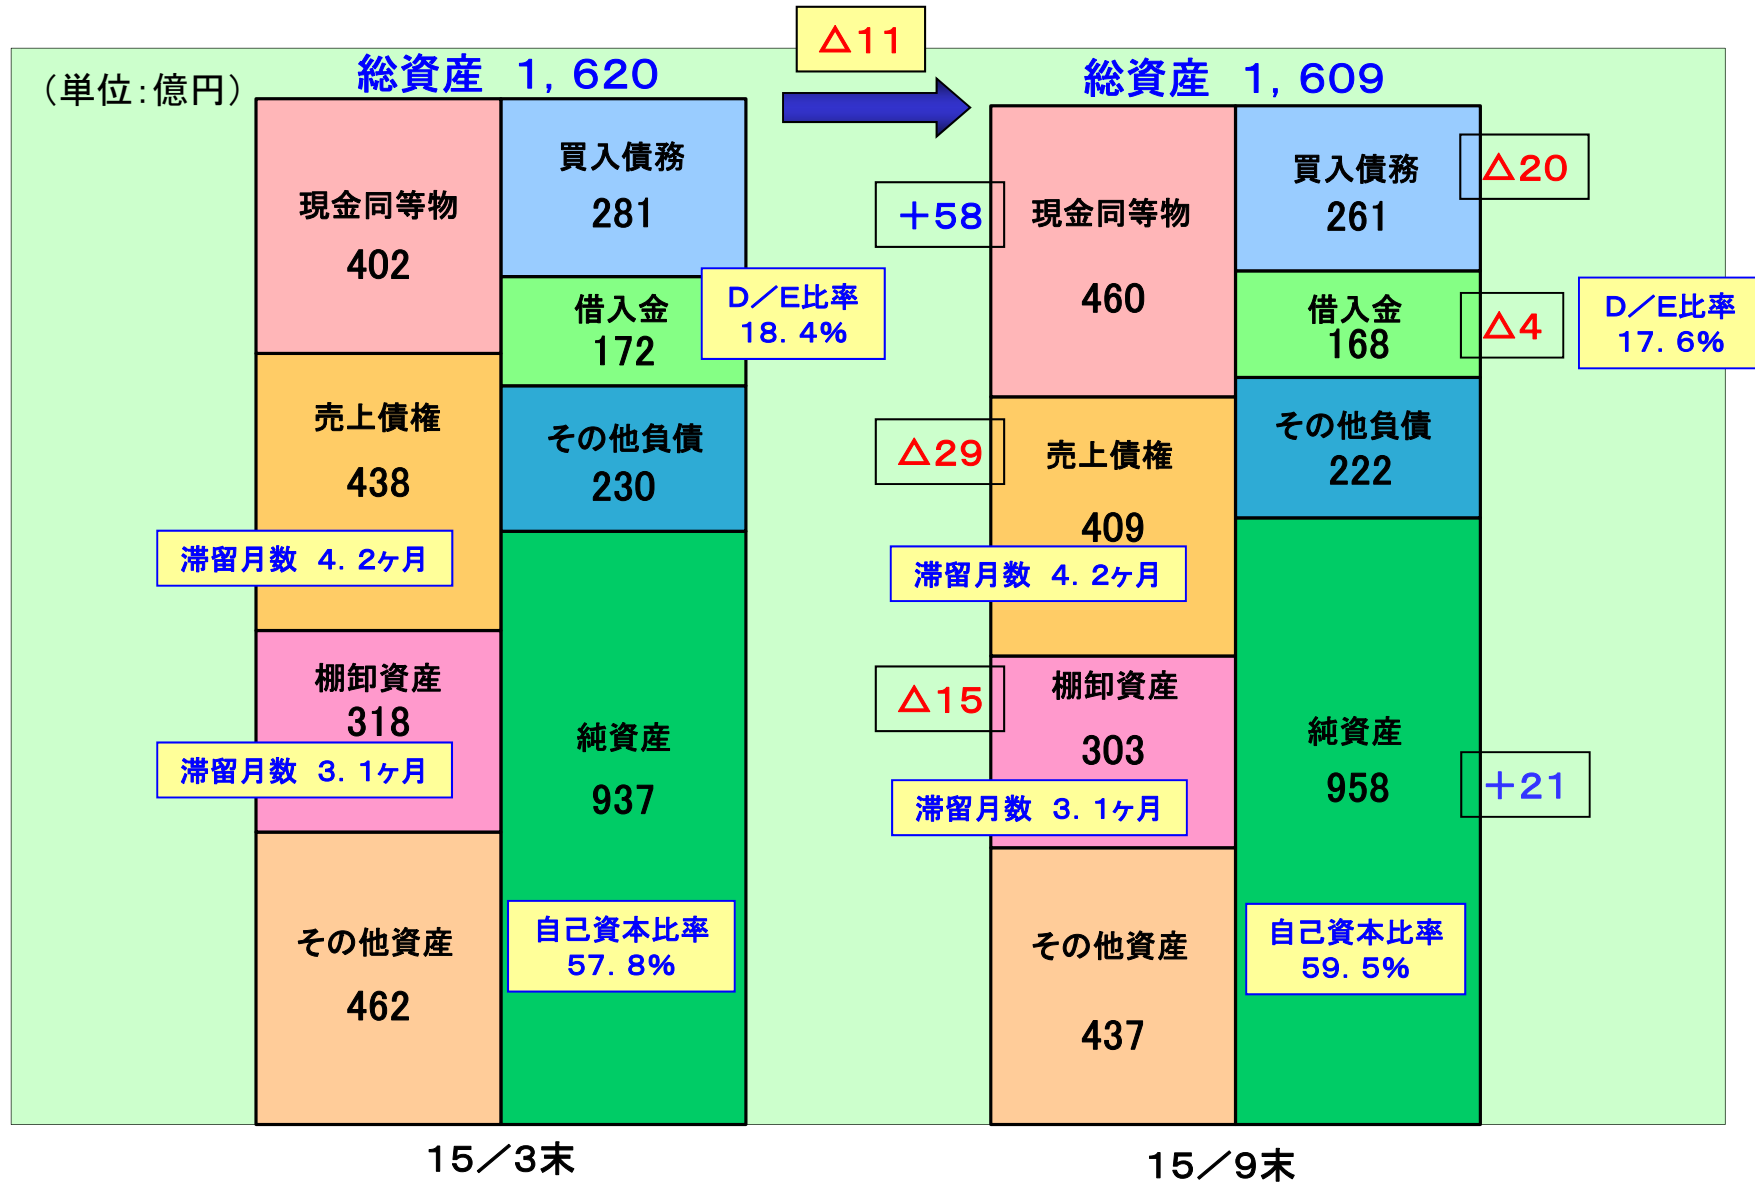 △11
（単位：億円）
総資産　１，６２０
現金同等物
402
売上債権
438
滞留月数　４．２ヶ月
棚卸資産
318
滞留月数　３．１ヶ月
その他資産
462
買入債務
281
借入金
172
Ｄ／Ｅ比率
１８．４％
その他負債
230
純資産
937
自己資本比率
５７．８％
１５／３末
総資産　１，６０９
＋58
現金同等物
460
△29
売上債権
409
滞留月数　４．２ヶ月
△15
棚卸資産
303
滞留月数　３．１ヶ月
その他資産
437
買入債務
261
△20
借入金
168
△4
Ｄ／Ｅ比率
１７．６％
その他負債
222
純資産
958
＋21
自己資本比率
５９．５％
１５／９末